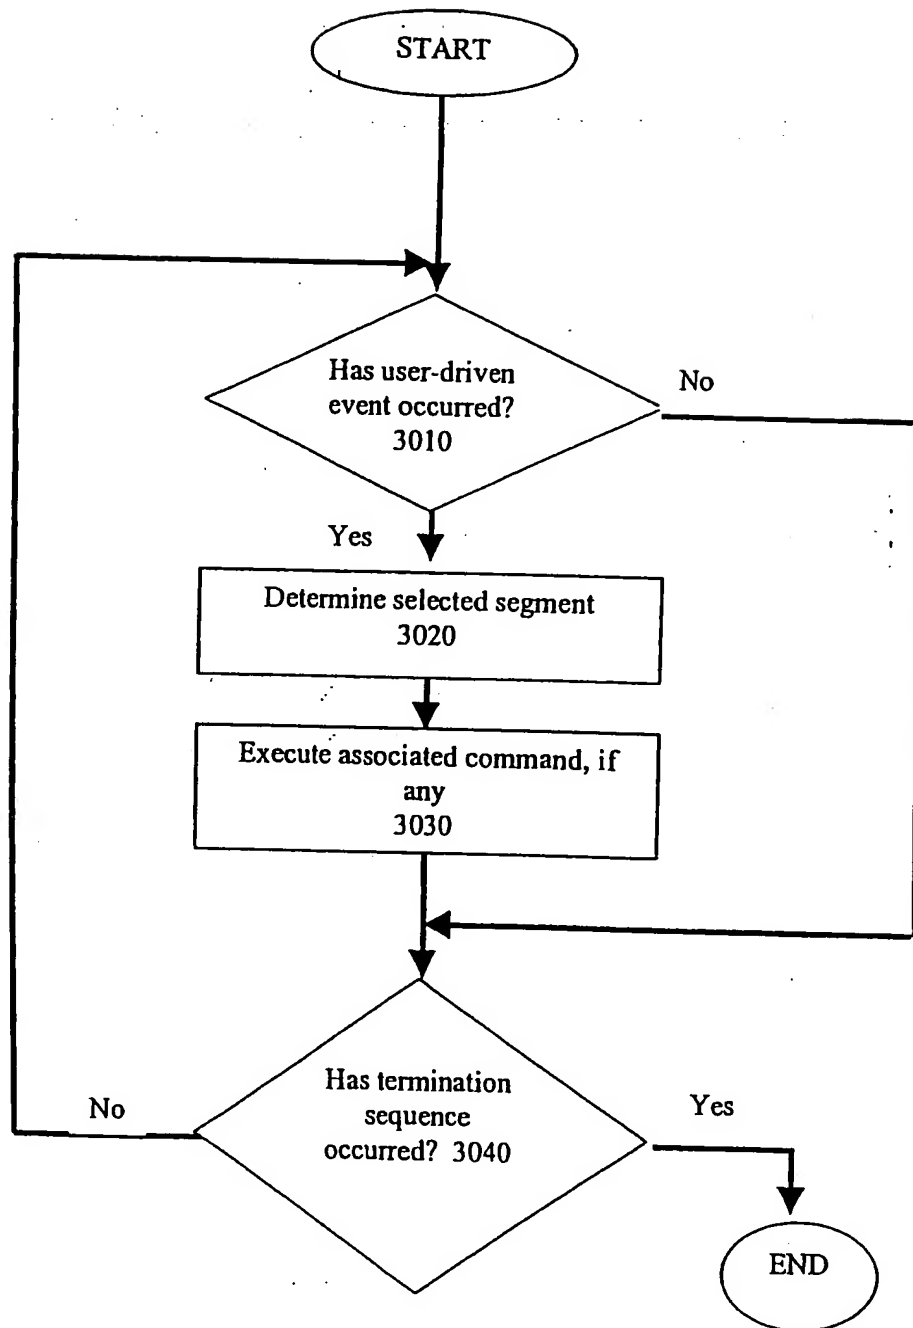 START
Has user-driven
event occurred?
3010
No
Yes
Determine selected segment
3020
Execute associated command, if
any
3030
Has termination
sequence
occurred? 3040
No
Yes
END